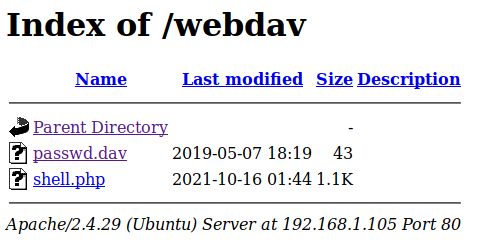 Index of /webdav
Name Last modified Size Description
Parent Directory -
passwd.dav 2019-05-07 18:19 43
shell.php 2021-10-16 01:44 1.1K
Apache/2.4.29 (Ubuntu) Server at 192.168.1.105 Port 80